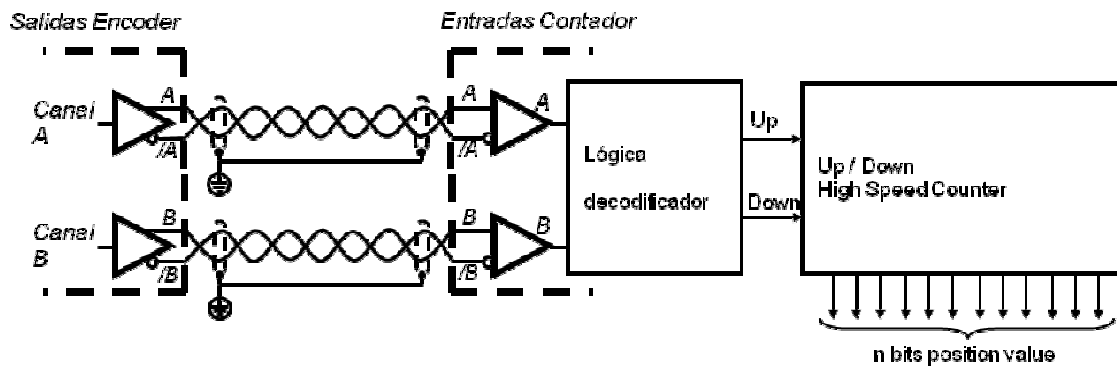 Salidas Encoder
Entradas Contador
Canal
A
A
/A
A
/A
A
Canal
B
B
/B
B
/B
B
Lógica
decodificador
Up
Down
Up / Down
High Speed Counter
n bits position value